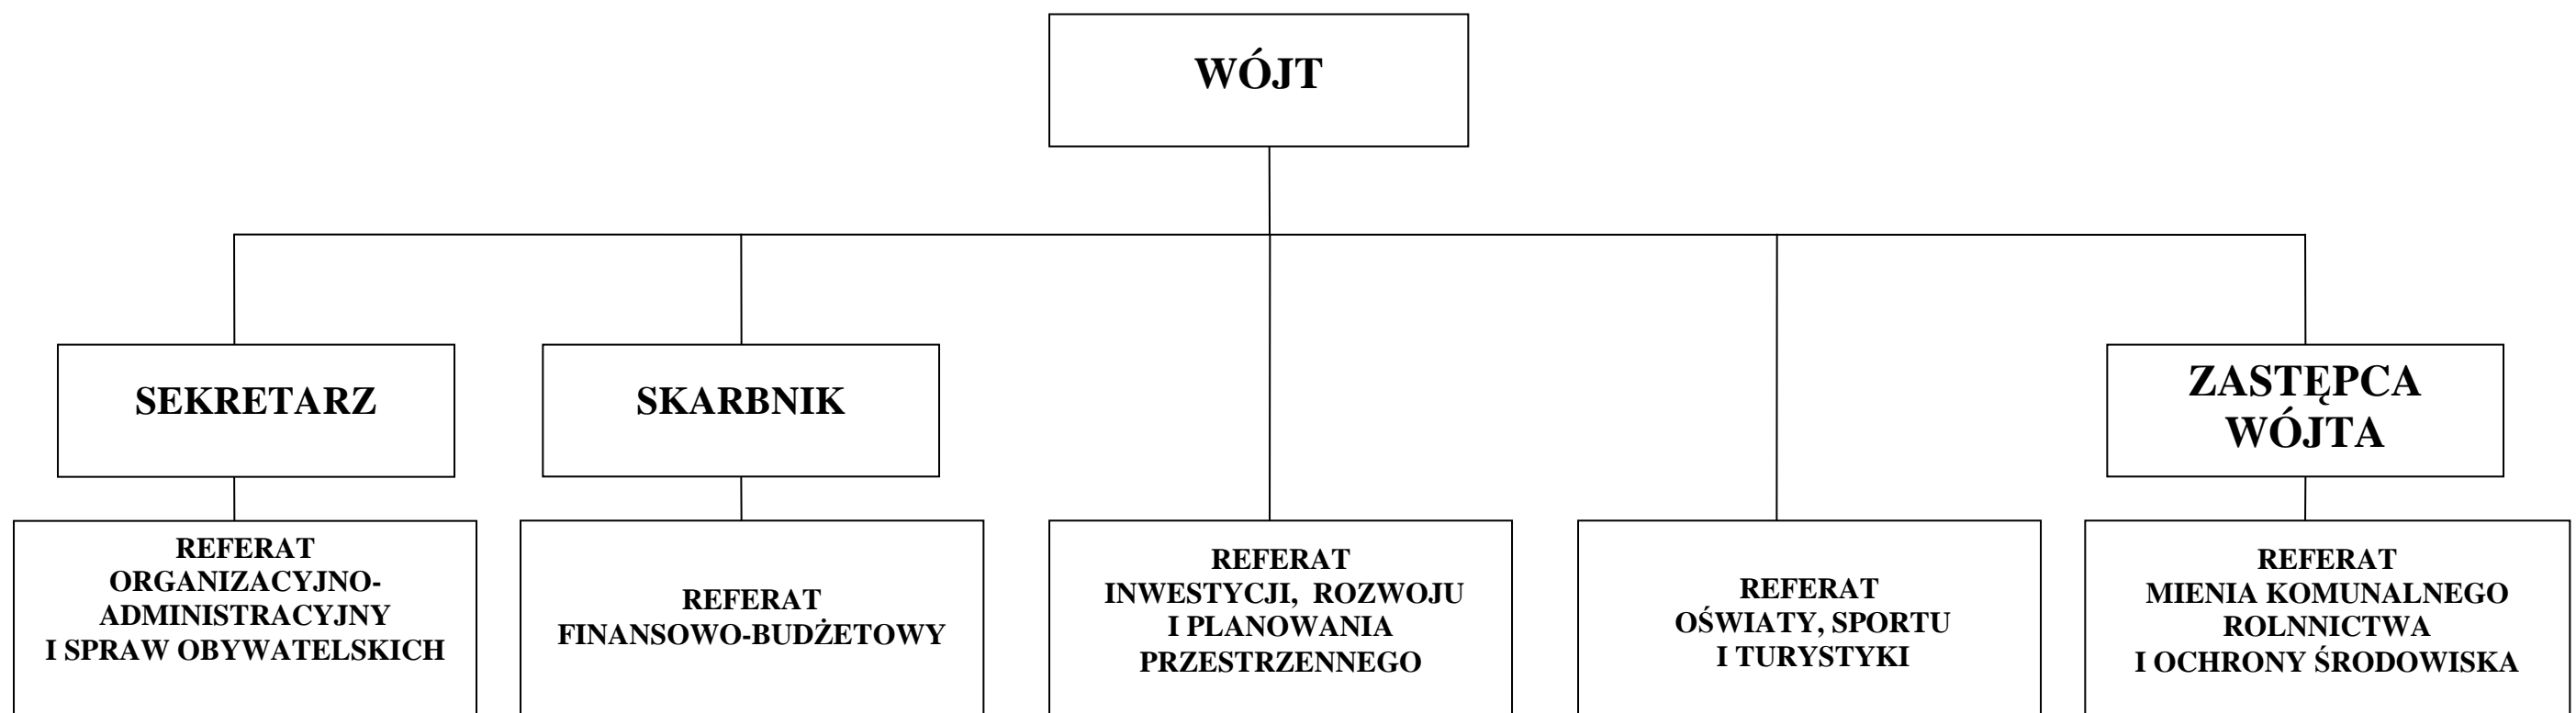 WÓJT
SEKRETARZ
SKARBNIK
ZASTĘPCA
WÓJTA
REFERAT
ORGANIZACYJNO-
ADMINISTRACYJNY
I SPRAW OBYWATELSKICH
REFERAT
FINANSOWO-BUDŻETOWY
REFERAT
INWESTYCJI, ROZWOJU
I PLANOWANIA
PRZESTRZENNEGO
REFERAT
OŚWIATY, SPORTU
I TURYSTYKI
REFERAT
MIENIA KOMUNALNEGO
ROLNNICTWA
I OCHRONY ŚRODOWISKA